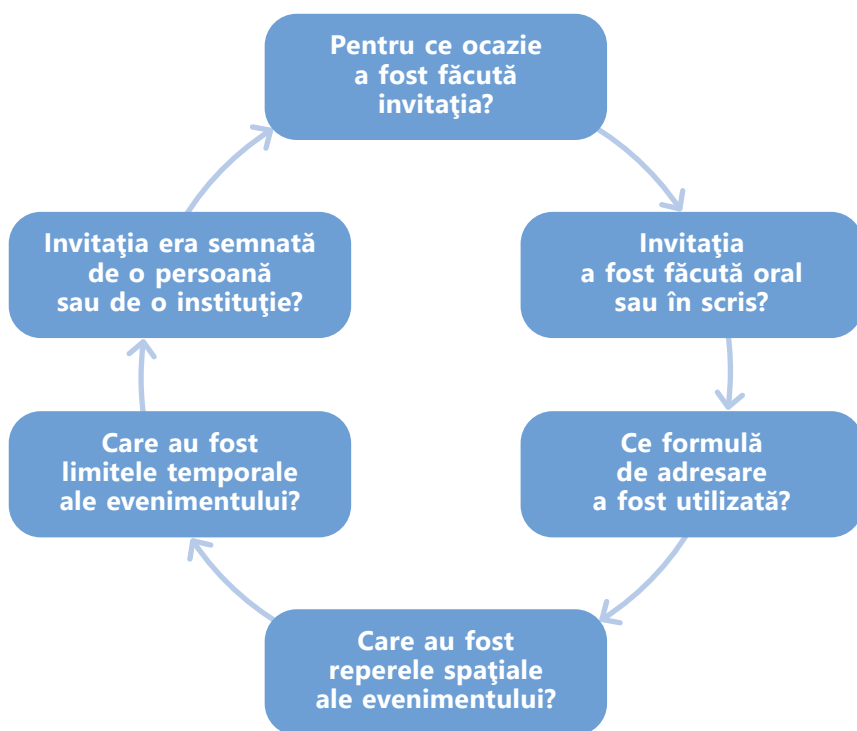 Pentru ce ocazie
a fost făcută
invitaţia?
Invitaţia
a fost făcută oral
sau în scris?
Ce formulă
de adresare
a fost utilizată?
Care au fost
reperele spaţiale
ale evenimentului?
Care au fost
limitele temporale
ale evenimentului?
Invitaţia era semnată
de o persoană
sau de o instituţie?